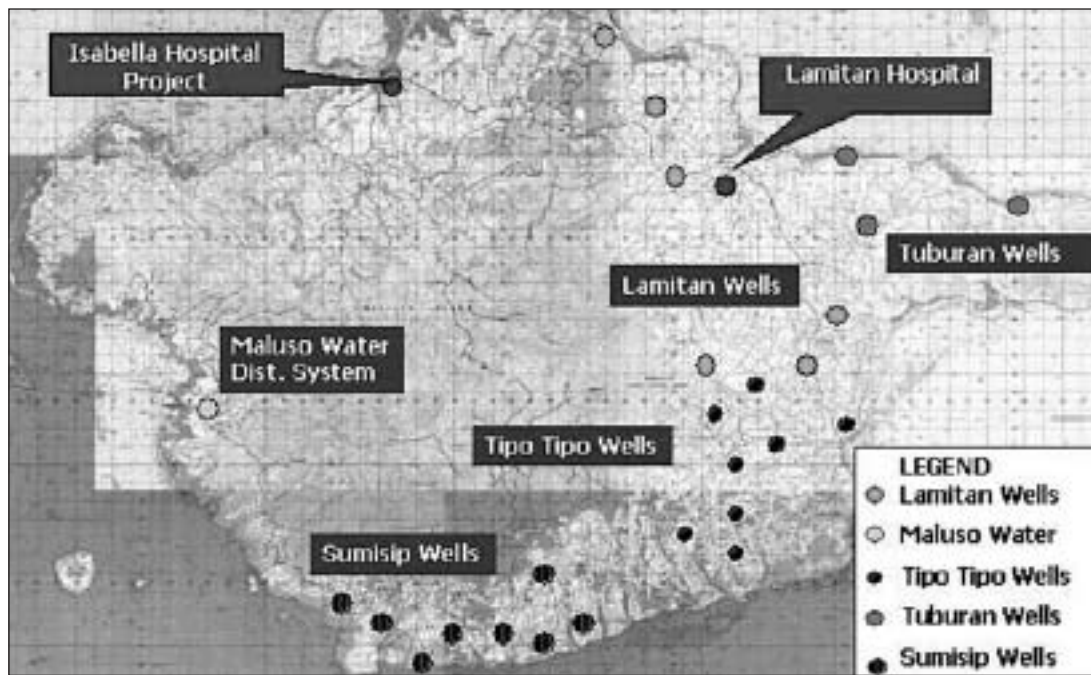 Isabella Hospital
Project
Lamitan Hospital
Tuburan Wells
Lamitan Wells
Maluso Water
Dist. System
Tipo Tipo Wells
Sumisip Wells
LEGEND
Lamitan Wells
Maluso Water
Tipo Tipo Wells
Tuburan Wells
Sumisip Wells